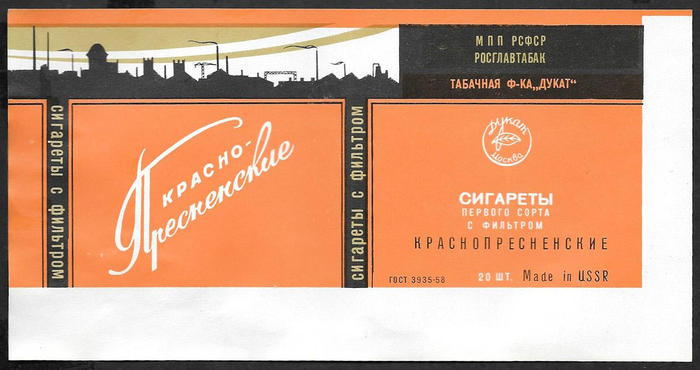 МПП РСФСР
РОСГЛАВТАБАК
ТАБАЧНАЯ Ф-КА„ДУКАТ“
сигареты с фильтром
КРАСНО-
Пресненские
сигареты с фильтром
Дукат
Москва
СИГАРЕТЫ
ПЕРВОГО СОРТА
С ФИЛЬТРОМ
КРАСНОПРЕСНЕНСКИЕ
ГОСТ 3935-58
20 ШТ. Made in USSR